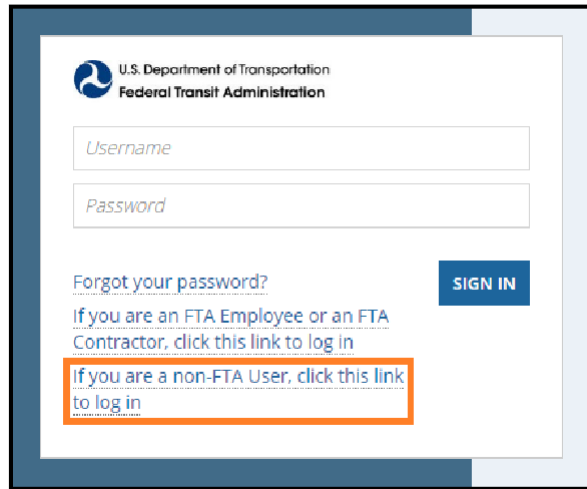 U.S. Department of Transportation
Federal Transit Administration
Username
Password
Forgot your password?
SIGN IN
If you are an FTA Employee or an FTA
Contractor, click this link to log in
If you are a non-FTA User, click this link
to log in